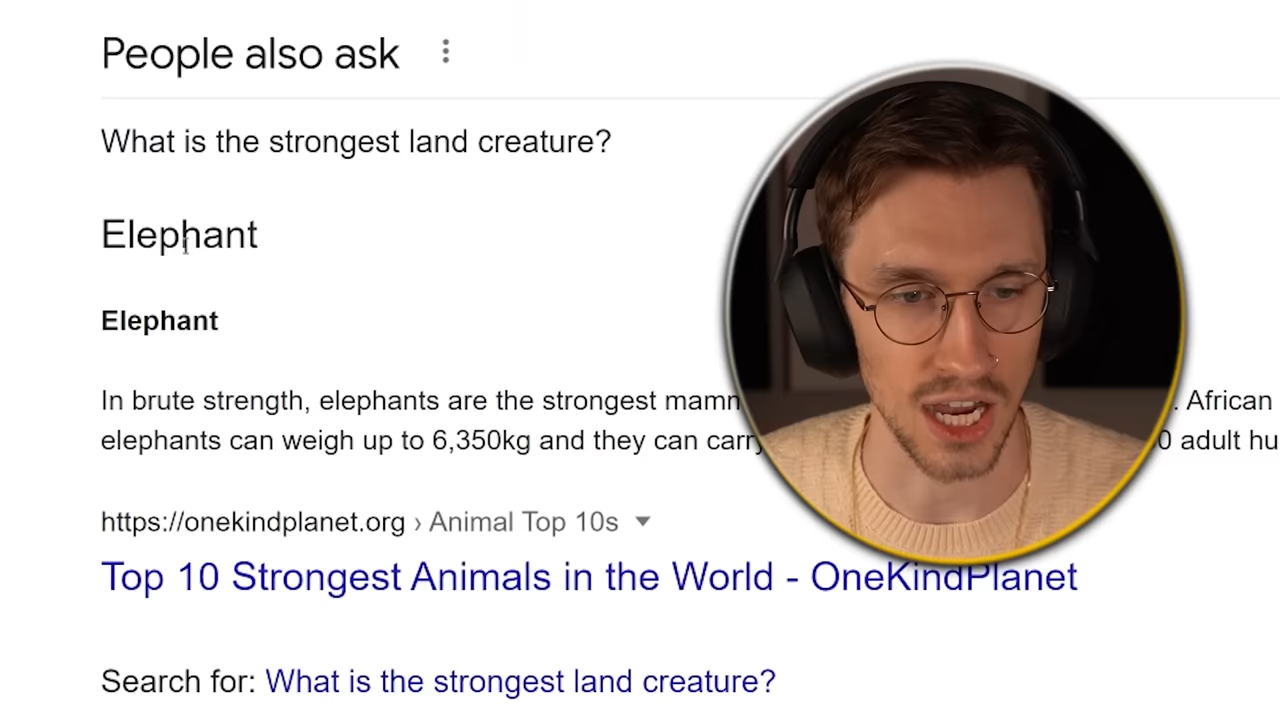 People also ask
What is the strongest land creature?
Elephant
Elephant
In brute strength, elephants are the strongest . African
elephants can weigh up to 6,350kg and they can carry adult
https://onekindplanet.org › Animal Top 10s
Top 10 Strongest Animals in the World - OneKindPlanet
Search for: What is the strongest land creature?